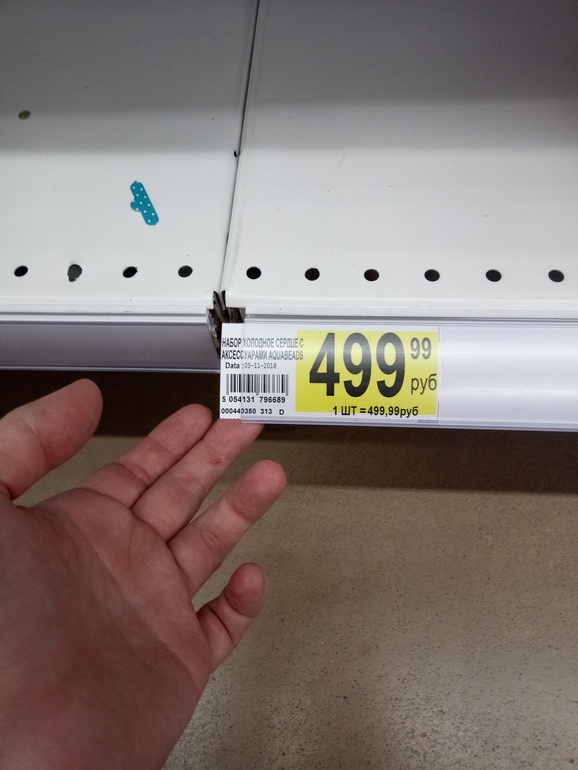 НАБОР ХОЛОДНОЕ СЕРДЦЕ С
АКСЕССУАРАМИ AQUABEADS
Data :05-11-2018
5 054131 796689
000440350 313 D
499 99
руб
1 ШТ =499,99руб